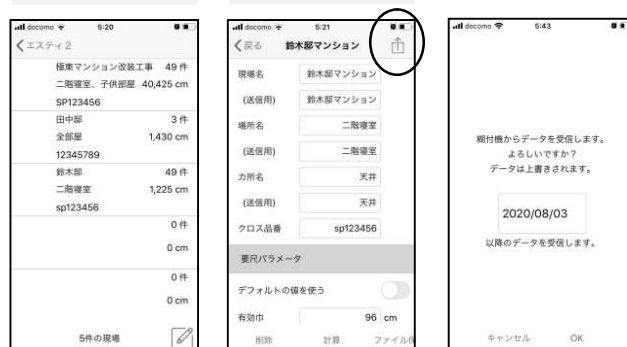 docomo 5:20
エスティ2
極東マンション改装工事 49 件
二階寝室、子供部屋 40,425 cm
SP123456
田中邸 3 件
全部屋 1,430 cm
12345789
鈴木邸 49 件
二階寝室 1,225 cm
sp123456
0 件
0 cm
0 件
0 cm
5件の現場
docomo 5:21
戻る 鈴木邸マンション
現場名 鈴木邸マンション
(送信用) 鈴木邸マンション
場所名 二階寝室
(送信用) 二階寝室
カ所名 天井
(送信用) 天井
クロス品番 sp123456
要尺パラメータ
デフォルトの値を使う
有効巾 96 cm
削除 計算 ファイル
docomo 5:43
糊付機からデータを受信します。
よろしいですか？
データは上書きされます。
2020/08/03
以降のデータを受信します。
キャンセル OK